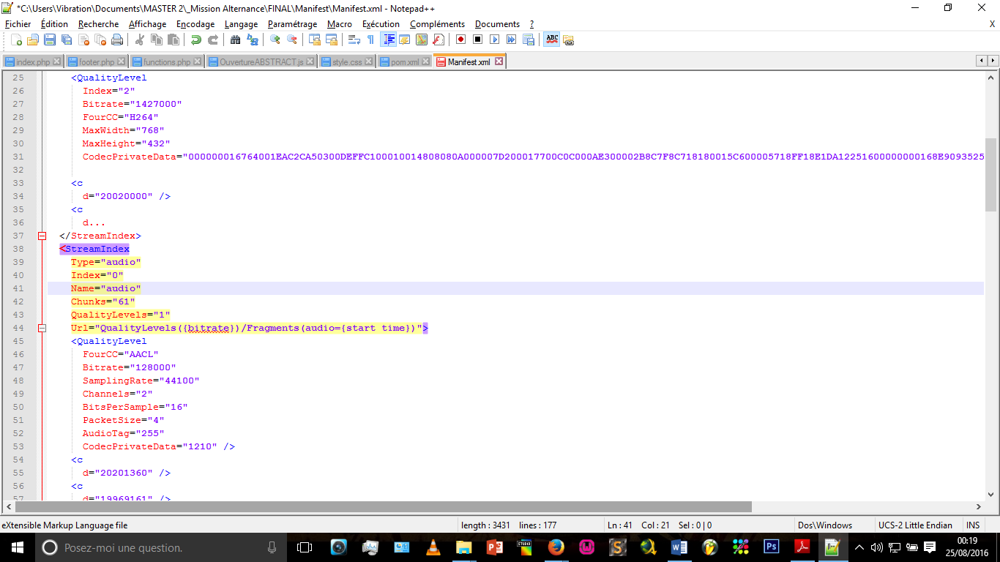 *C:\Users\Vibration\Documents\MASTER 2\_Mission Alternance\FINAL\Manifest\Manifest.xml - Notepad++
Fichier Édition Recherche Affichage Encodage Langage Paramétrage Macro Exécution Compléments Documents ? X
index.php footer.php functions.php OuvertureABSTRACT.js style.css pom.xml Manifest.xml
25 <QualityLevel
26 Index="2"
27 Bitrate="1427000"
28 FourCC="H264"
29 MaxWidth="768"
30 MaxHeight="432"
31 CodecPrivateData="000000016764001EAC2CA50300DEFFC100010014808080A000007D200017700C0C000AE300002B8C7F8C718180015C600005718FF18E1DA12251600000000168E9093525
32
33 <c
34 d="20020000" />
35 <c
36 d...
37 </StreamIndex>
38 <StreamIndex
39 Type="audio"
40 Index="0"
41 Name="audio"
42 Chunks="61"
43 QualityLevels="1"
44 Url="QualityLevels({bitrate})/Fragments(audio={start time})">
45 <QualityLevel
46 FourCC="AACL"
47 Bitrate="128000"
48 SamplingRate="44100"
49 Channels="2"
50 BitsPerSample="16"
51 PacketSize="4"
52 AudioTag="255"
53 CodecPrivateData="1210" />
54 <c
55 d="20201360" />
56 <c
57 d="19969161" />
eXtensible Markup Language file length : 3431 lines : 177 Ln : 41 Col : 21 Sel : 0 | 0 Dos\Windows UCS-2 Little Endian INS
Posez-moi une question.
00:19
25/08/2016